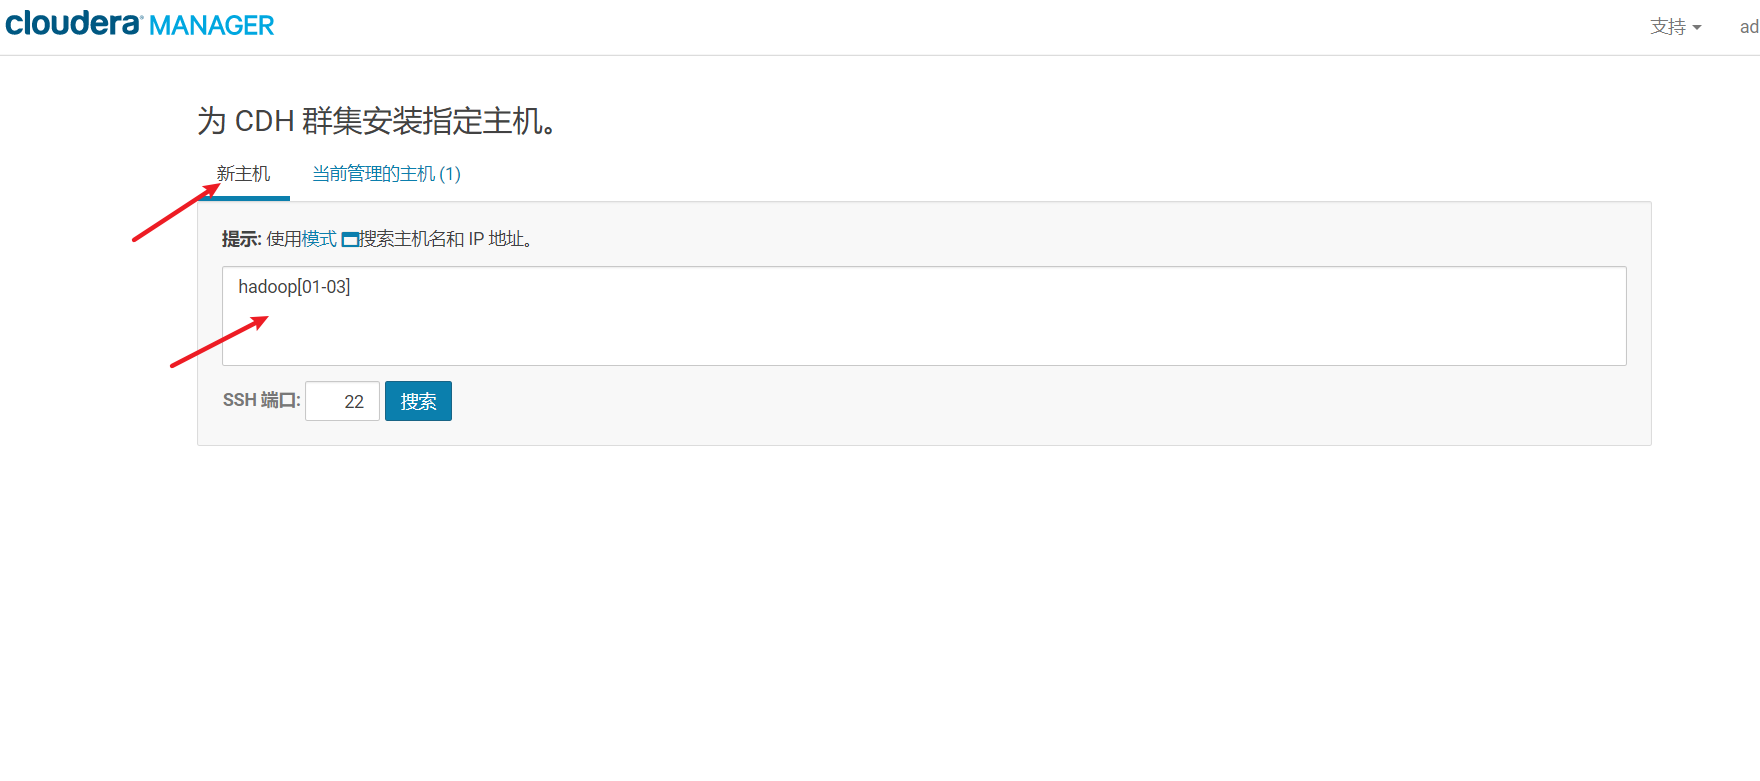 cloudera MANAGER
支持 ad
为 CDH 群集安装指定主机。
新主机 当前管理的主机 (1)
提示: 使用模式 搜索主机名和 IP 地址。
hadoop[01-03]
SSH 端口: 22 搜索